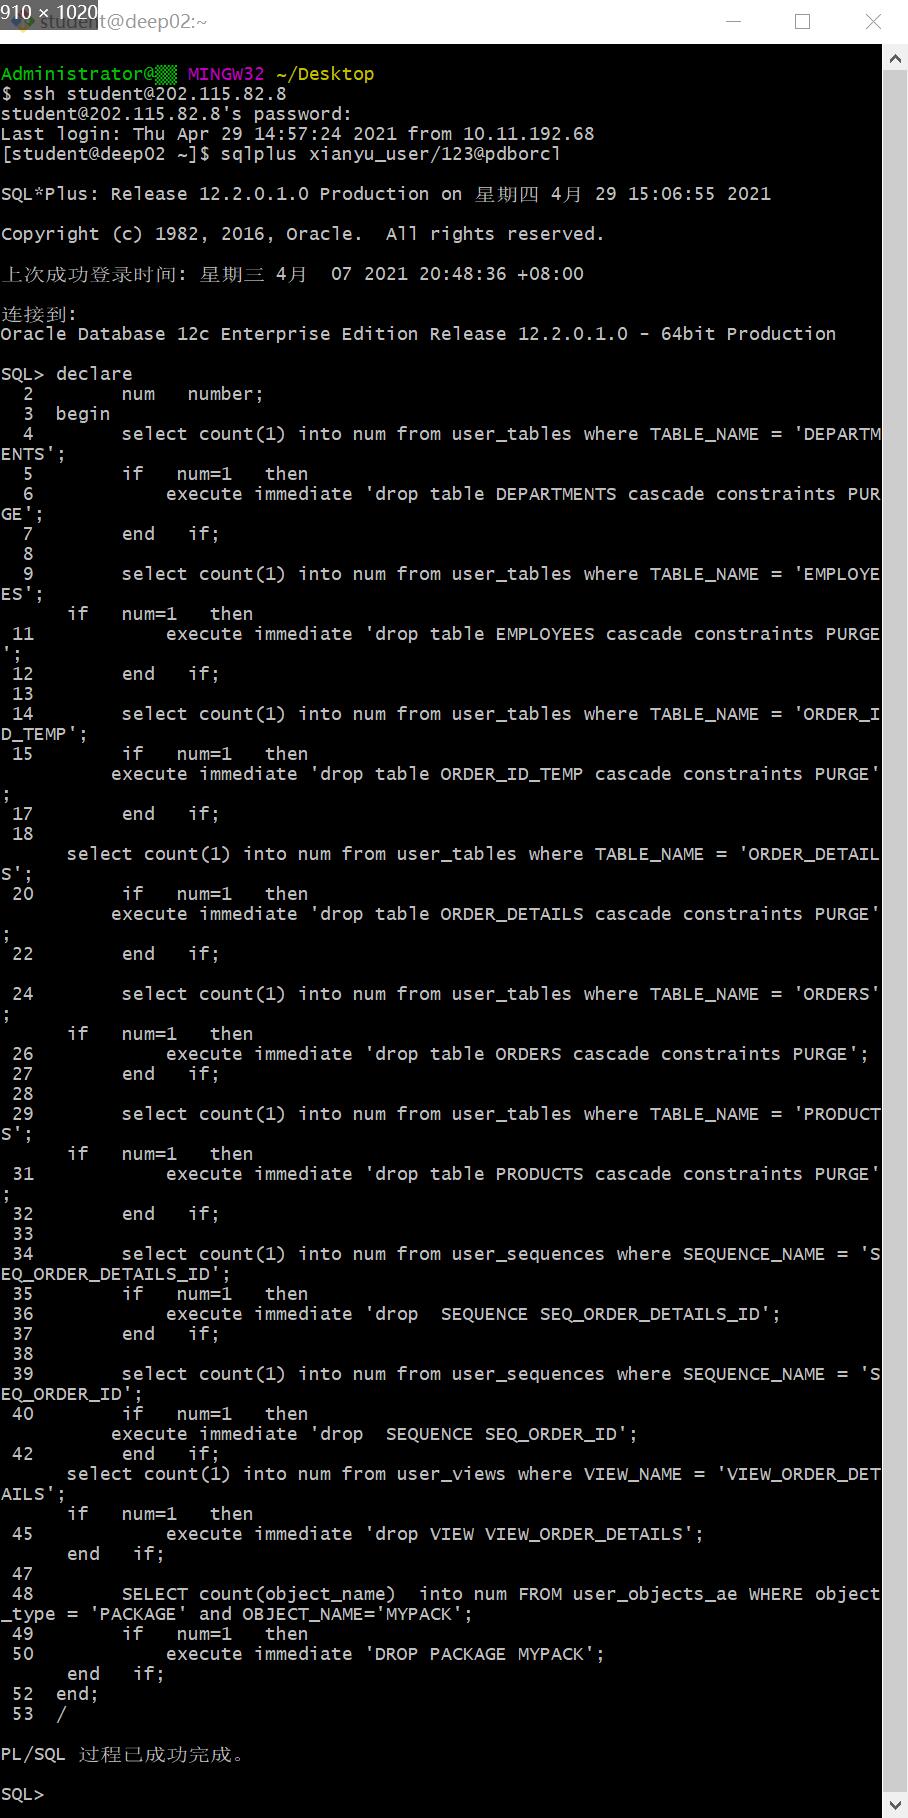 910 × 1020
student@deep02:~
Administrator@▒▒ MINGW32 ~/Desktop
$ ssh student@202.115.82.8
student@202.115.82.8's password:
Last login: Thu Apr 29 14:57:24 2021 from 10.11.192.68
[student@deep02 ~]$ sqlplus xianyu_user/123@pdborcl
SQL*Plus: Release 12.2.0.1.0 Production on 星期四 4月 29 15:06:55 2021
Copyright (c) 1982, 2016, Oracle.  All rights reserved.
上次成功登录时间: 星期三 4月  07 2021 20:48:36 +08:00
连接到:
Oracle Database 12c Enterprise Edition Release 12.2.0.1.0 - 64bit Production
SQL> declare
  2        num   number;
  3  begin
  4        select count(1) into num from user_tables where TABLE_NAME = 'DEPARTM
ENTS';
  5        if   num=1   then
  6            execute immediate 'drop table DEPARTMENTS cascade constraints PUR
GE';
  7        end   if;
  8
  9        select count(1) into num from user_tables where TABLE_NAME = 'EMPLOYE
ES';
      if   num=1   then
 11            execute immediate 'drop table EMPLOYEES cascade constraints PURGE
';
 12        end   if;
 13
 14        select count(1) into num from user_tables where TABLE_NAME = 'ORDER_I
D_TEMP';
 15        if   num=1   then
          execute immediate 'drop table ORDER_ID_TEMP cascade constraints PURGE'
;
 17        end   if;
 18
      select count(1) into num from user_tables where TABLE_NAME = 'ORDER_DETAIL
S';
 20        if   num=1   then
          execute immediate 'drop table ORDER_DETAILS cascade constraints PURGE'
;
 22        end   if;
 24        select count(1) into num from user_tables where TABLE_NAME = 'ORDERS'
;
      if   num=1   then
 26            execute immediate 'drop table ORDERS cascade constraints PURGE';
 27        end   if;
 28
 29        select count(1) into num from user_tables where TABLE_NAME = 'PRODUCT
S';
      if   num=1   then
 31            execute immediate 'drop table PRODUCTS cascade constraints PURGE'
;
 32        end   if;
 33
 34        select count(1) into num from user_sequences where SEQUENCE_NAME = 'S
EQ_ORDER_DETAILS_ID';
 35        if   num=1   then
 36            execute immediate 'drop  SEQUENCE SEQ_ORDER_DETAILS_ID';
 37        end   if;
 38
 39        select count(1) into num from user_sequences where SEQUENCE_NAME = 'S
EQ_ORDER_ID';
 40        if   num=1   then
          execute immediate 'drop  SEQUENCE SEQ_ORDER_ID';
 42        end   if;
      select count(1) into num from user_views where VIEW_NAME = 'VIEW_ORDER_DET
AILS';
      if   num=1   then
 45            execute immediate 'drop VIEW VIEW_ORDER_DETAILS';
      end   if;
 47
 48        SELECT count(object_name)  into num FROM user_objects_ae WHERE object
_type = 'PACKAGE' and OBJECT_NAME='MYPACK';
 49        if   num=1   then
 50            execute immediate 'DROP PACKAGE MYPACK';
      end   if;
 52  end;
 53  /
PL/SQL 过程已成功完成。
SQL>